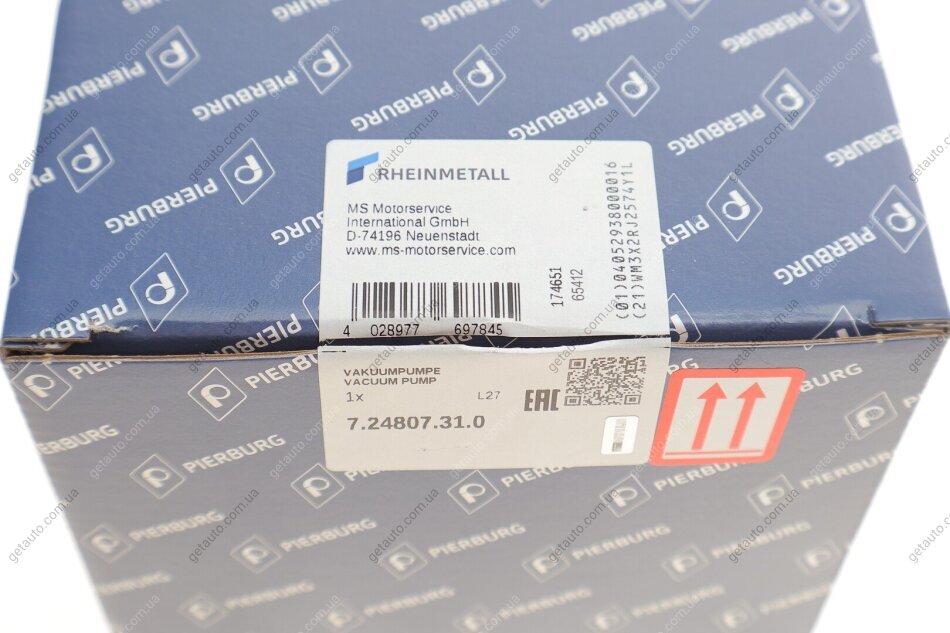 PIERBURG
RHEINMETALL
MS Motorservice
International GmbH
D-74196 Neuenstadt
www.ms-motorservice.com
4 028977 697845
174651
65412
(01)04052938000016
(21)WM3X2RJ2574Y1L
VAKUUMPUMPE
VACUUM PUMP
1x
L27
EAC
7.24807.31.0
getauto.com.ua